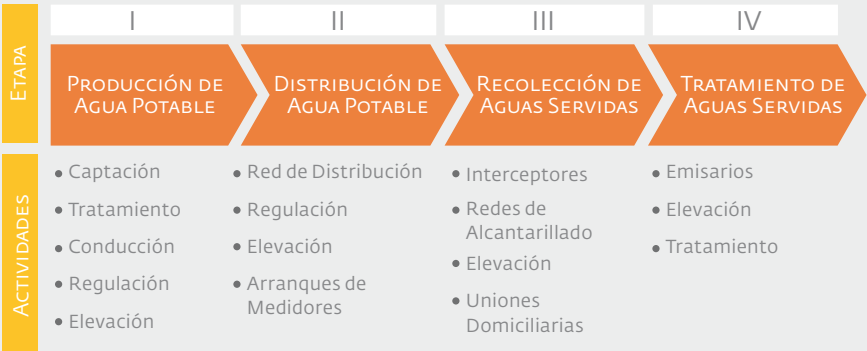 ETAPA
I
II
III
IV
PRODUCCIÓN DE
AGUA POTABLE
DISTRIBUCIÓN DE
AGUA POTABLE
RECOLECCIÓN DE
AGUAS SERVIDAS
TRATAMIENTO DE
AGUAS SERVIDAS
ACTIVIDADES
• Captación
• Tratamiento
• Conducción
• Regulación
• Elevación
• Red de Distribución
• Regulación
• Elevación
• Arranques de
Medidores
• Interceptores
• Redes de
Alcantarillado
• Elevación
• Uniones
Domiciliarias
• Emisarios
• Elevación
• Tratamiento